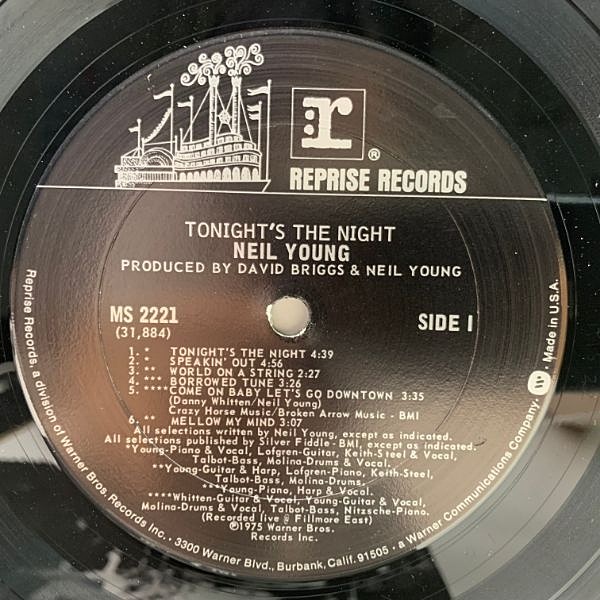 r ®
REPRISE RECORDS
TONIGHT'S THE NIGHT
NEIL YOUNG
PRODUCED BY DAVID BRIGGS & NEIL YOUNG
MS 2221
(31,884)
SIDE 1
1. * TONIGHT'S THE NIGHT 4:39
2. * SPEAKIN' OUT 4:56
3. ** WORLD ON A STRING 2:27
4. *** BORROWED TUNE 3:26
5. **** COME ON BABY LET'S GO DOWNTOWN 3:35
(Danny Whitten/Neil Young)
Crazy Horse Music/Broken Arrow Music - BMI
6. ** MELLOW MY MIND 3:07
All selections written by Neil Young, except as indicated.
All selections published by Silver Fiddle- BMI, except as indicated.
*Young-Piano & Vocal, Lofgren-Guitar, Keith-Steel & Vocal,
Talbot-Bass, Molina-Drums & Vocal.
**Young-Guitar & Harp, Lofgren-Piano, Keith-Steel,
Talbot-Bass, Molina-Drums.
***Young-Piano, Harp & Vocal.
****Whitten-Guitar & Vocal, Young-Guitar & Vocal,
Molina-Drums & Vocal, Talbot-Bass, Nitzsche-Piano.
(Recorded live @ Fillmore East)
℗1975 Warner Bros.
Records Inc.
Reprise Records, a division of Warner Bros. Records Inc. • 3300 Warner Blvd., Burbank, Calif. 91505 • a Warner Communications Company. W • Made in U.S.A.